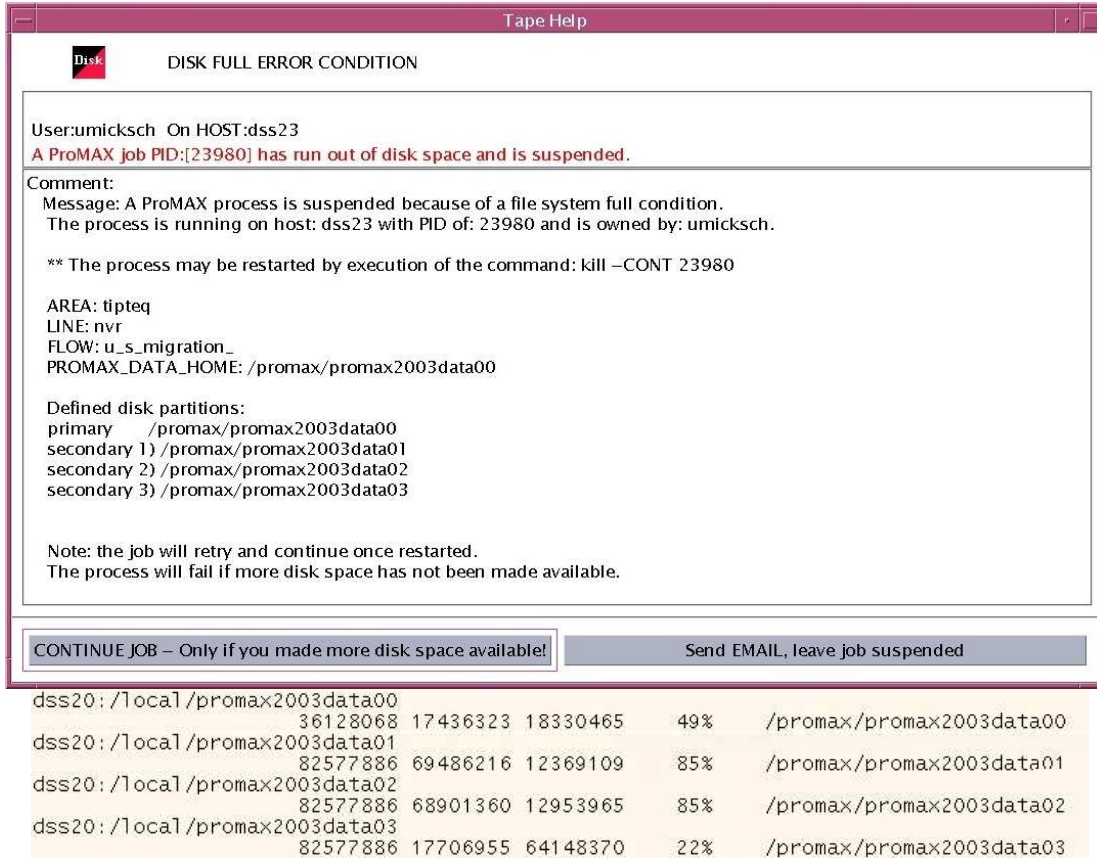 Tape Help
Disk
DISK FULL ERROR CONDITION
User:umicksch On HOST:dss23
A ProMAX job PID:[23980] has run out of disk space and is suspended.
Comment:
Message: A ProMAX process is suspended because of a file system full condition.
The process is running on host: dss23 with PID of: 23980 and is owned by: umicksch.
** The process may be restarted by execution of the command: kill –CONT 23980
AREA: tipteq
LINE: nvr
FLOW: u_s_migration_
PROMAX_DATA_HOME: /promax/promax2003data00
Defined disk partitions:
primary /promax/promax2003data00
secondary 1) /promax/promax2003data01
secondary 2) /promax/promax2003data02
secondary 3) /promax/promax2003data03
Note: the job will retry and continue once restarted.
The process will fail if more disk space has not been made available.
CONTINUE JOB – Only if you made more disk space available! Send EMAIL, leave job suspended
dss20:/local/promax2003data00
36128068 17436323 18330465 49% /promax/promax2003data00
dss20:/local/promax2003data01
82577886 69486216 12369109 85% /promax/promax2003data01
dss20:/local/promax2003data02
82577886 68901360 12953965 85% /promax/promax2003data02
dss20:/local/promax2003data03
82577886 17706955 64148370 22% /promax/promax2003data03